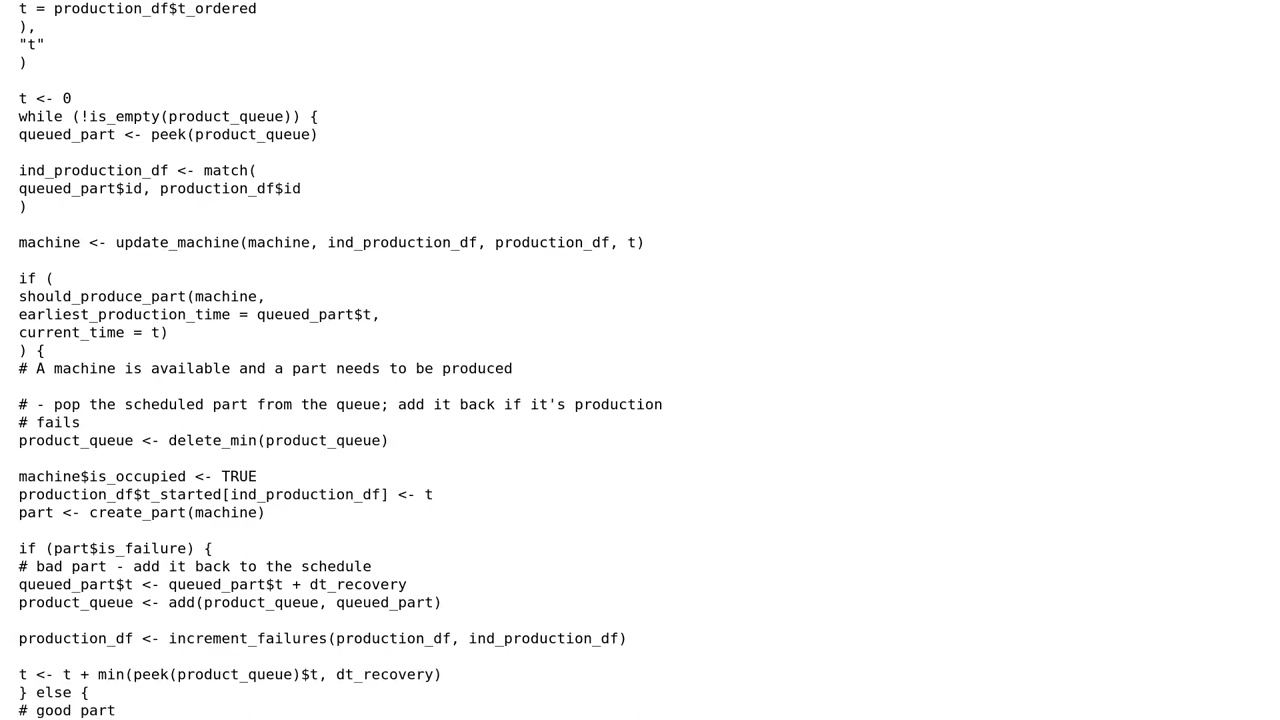 t = production_df$t_ordered
),
"t"
)
t <- 0
while (!is_empty(product_queue)) {
queued_part <- peek(product_queue)
ind_production_df <- match(
queued_part$id, production_df$id
)
machine <- update_machine(machine, ind_production_df, production_df, t)
if (
should_produce_part(machine,
earliest_production_time = queued_part$t,
current_time = t)
) {
# A machine is available and a part needs to be produced
# - pop the scheduled part from the queue; add it back if it's production
# fails
product_queue <- delete_min(product_queue)
machine$is_occupied <- TRUE
production_df$t_started[ind_production_df] <- t
part <- create_part(machine)
if (part$is_failure) {
# bad part - add it back to the schedule
queued_part$t <- queued_part$t + dt_recovery
product_queue <- add(product_queue, queued_part)
production_df <- increment_failures(production_df, ind_production_df)
t <- t + min(peek(product_queue)$t, dt_recovery)
} else {
# good part